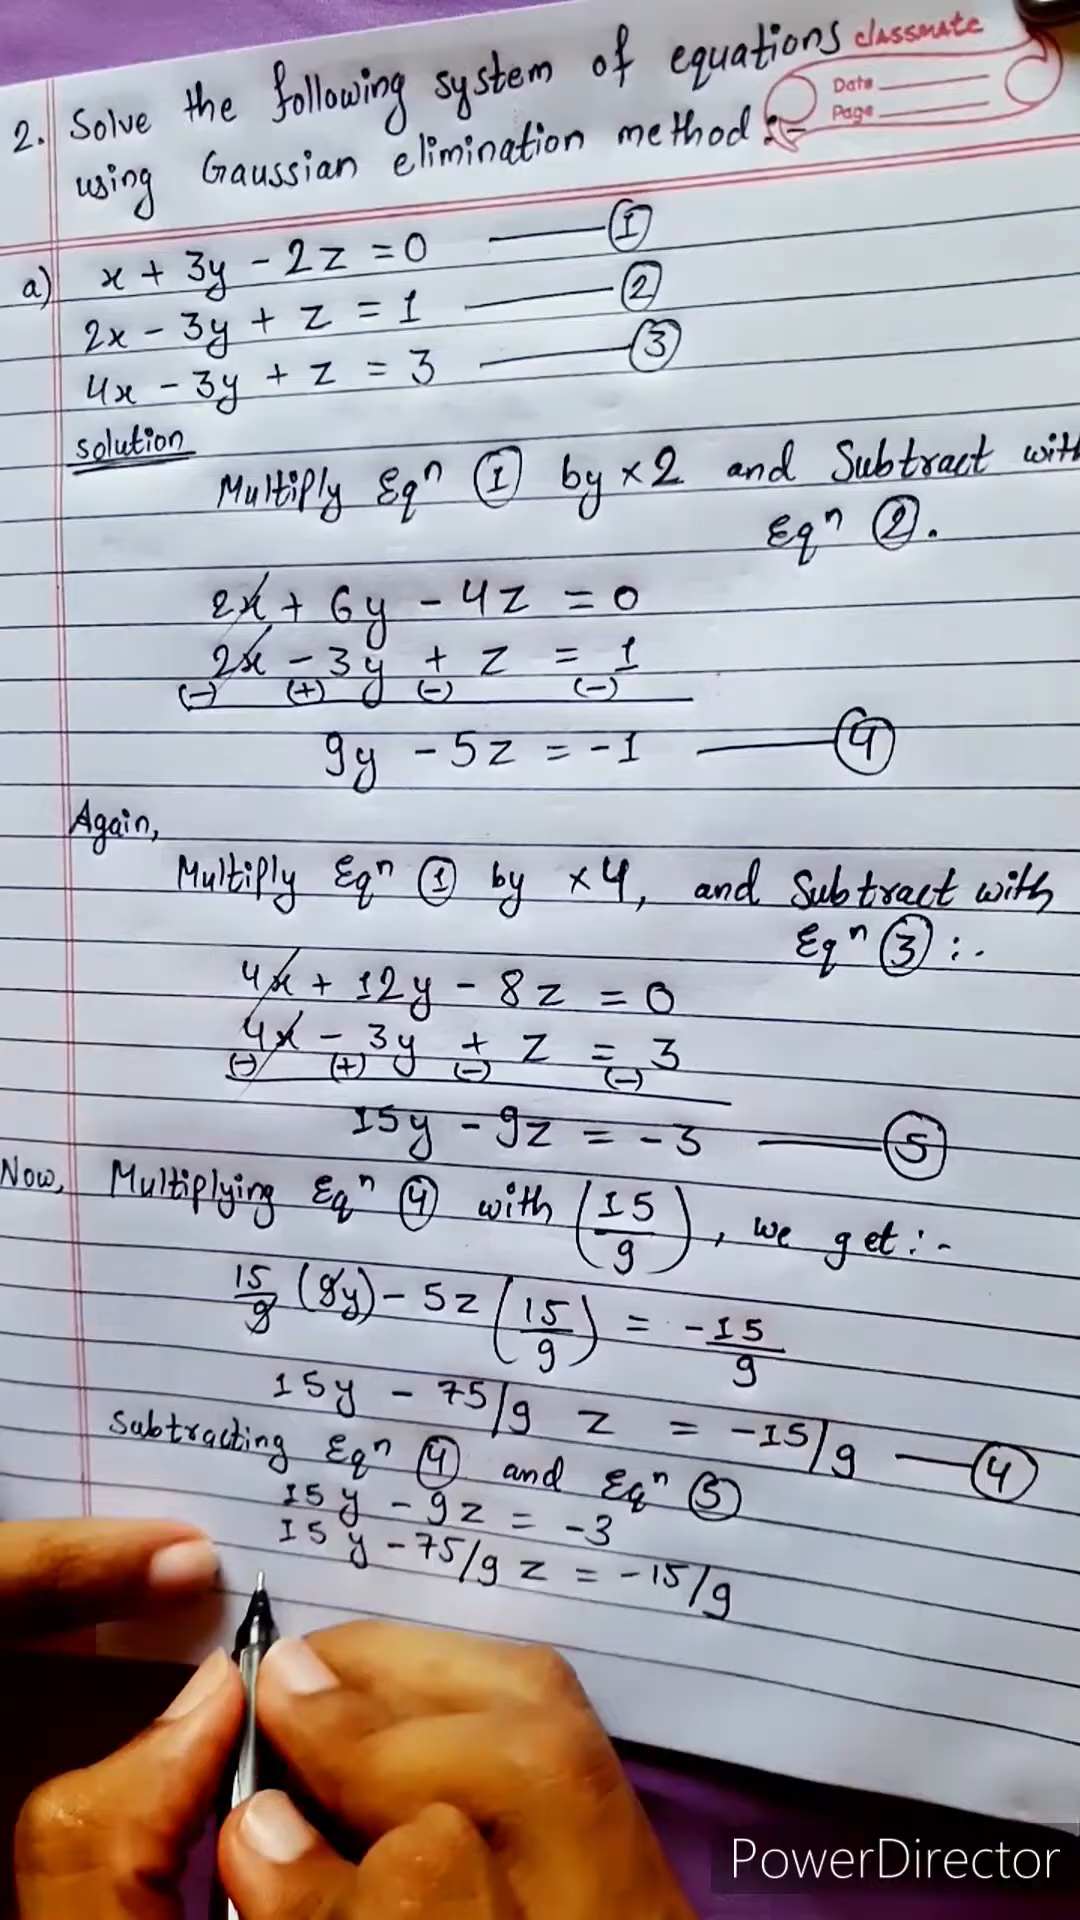 classmate
Date
Page
2. Solve the following system of equations
using Gaussian elimination method :-
a) x + 3y - 2z = 0 —— ①
2x - 3y + z = 1 —— ②
4x - 3y + z = 3 —— ③
solution
Multiply Eqⁿ ① by ×2 and Subtract with
Eqⁿ ②.
2x + 6y - 4z = 0
2x - 3y + z = 1
(-) (+) (-) (-)
9y - 5z = -1 —— ④
Again,
Multiply Eqⁿ ① by ×4, and Subtract with
Eqⁿ ③ :-
4x + 12y - 8z = 0
4x - 3y + z = 3
(-) (+) (-) (-)
15y - 9z = -3 —— ⑤
Now, Multiplying Eqⁿ ④ with (15/9), we get :-
15/9 (9y) - 5z (15/9) = -15/9
15y - 75/9 z = -15/9 —— ④
Subtracting Eqⁿ ④ and Eqⁿ ⑤
15y - 9z = -3
15y - 75/9 z = -15/9
PowerDirector